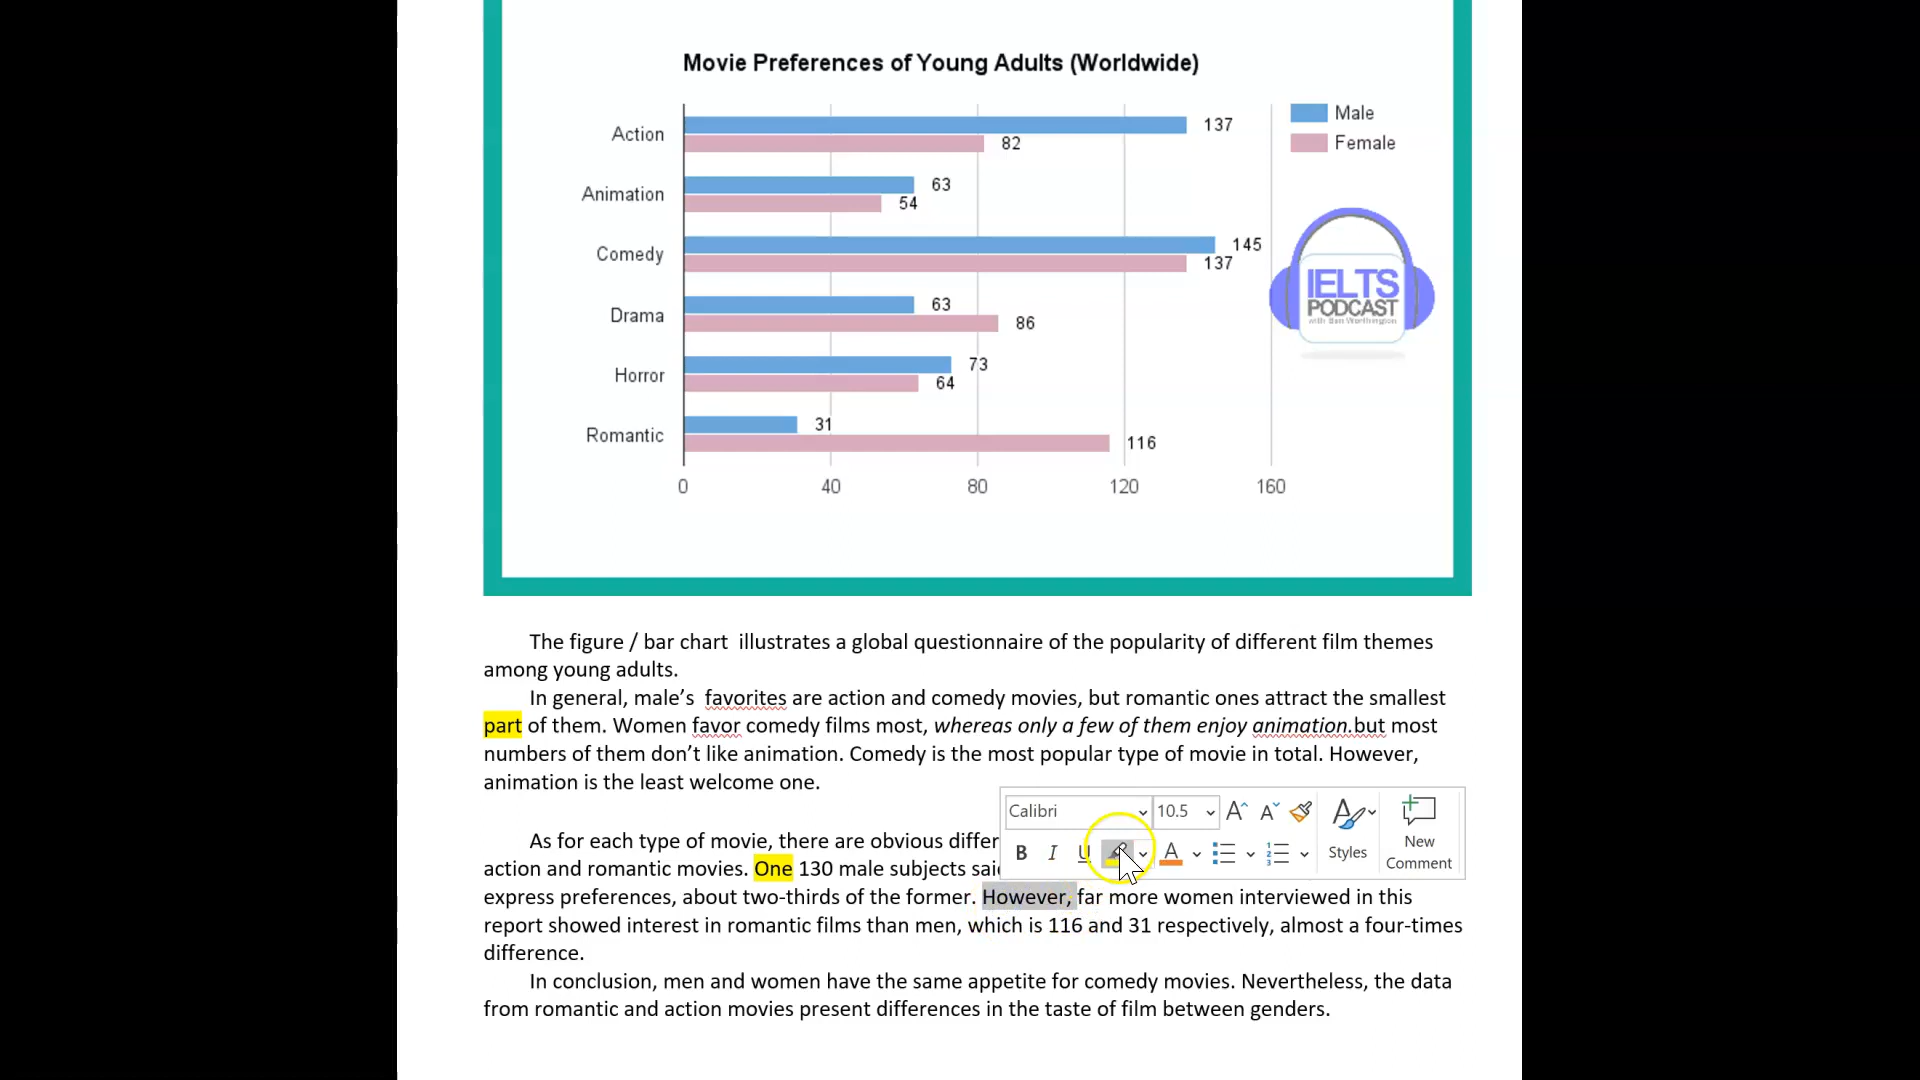 Movie Preferences of Young Adults (Worldwide)
Male
Female
Action
137
82
Animation
63
54
Comedy
145
137
Drama
63
86
Horror
73
64
Romantic
31
116
0 40 80 120 160
IELTS
PODCAST
with Ben Worthington
The figure / bar chart illustrates a global questionnaire of the popularity of different film themes
among young adults.
In general, male’s favorites are action and comedy movies, but romantic ones attract the smallest
part of them. Women favor comedy films most, whereas only a few of them enjoy animation.but most
numbers of them don’t like animation. Comedy is the most popular type of movie in total. However,
animation is the least welcome one.
As for each type of movie, there are obvious differ
action and romantic movies. One 130 male subjects said
express preferences, about two-thirds of the former. However, far more women interviewed in this
report showed interest in romantic films than men, which is 116 and 31 respectively, almost a four-times
difference.
In conclusion, men and women have the same appetite for comedy movies. Nevertheless, the data
from romantic and action movies present differences in the taste of film between genders.
Calibri 10.5 A A
B I U A
Styles
New
Comment